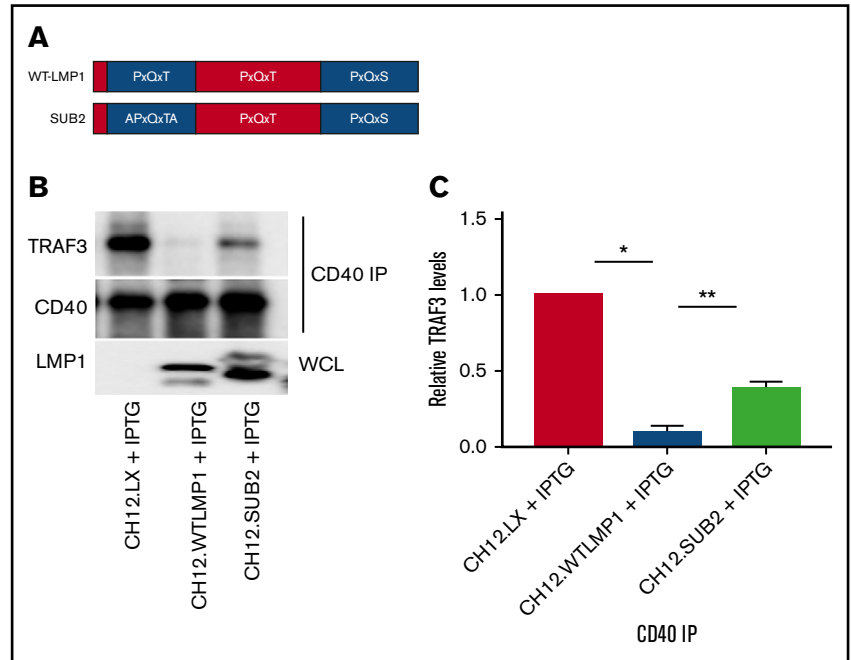 A
WT-LMP1
PxQxT
PxQxT
PxQxS
SUB2
APxQxTA
PxQxT
PxQxS
B
TRAF3
CD40
CD40 IP
LMP1
WCL
CH12.LX + IPTG
CH12.WTLMP1 + IPTG
CH12.SUB2 + IPTG
C
Relative TRAF3 levels
1.5
1.0
0.5
0.0
*
**
CH12.LX + IPTG
CH12.WTLMP1 + IPTG
CH12.SUB2 + IPTG
CD40 IP